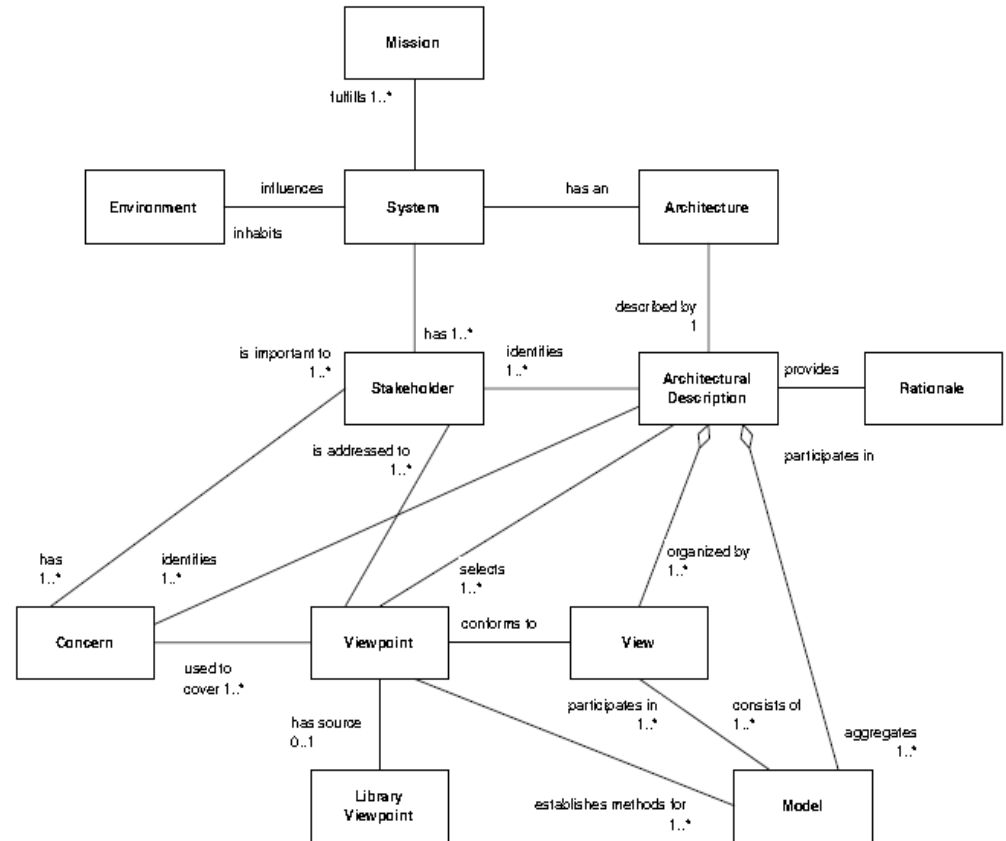 Mission
fulfills 1..*
influences
has an
Environment
System
Architecture
inhabits
described by
1
has 1..*
is important to
1..*
identifies
1..*
Stakeholder
Architectural
Description
provides
Rationale
is addressed to
1..*
participates in
has
1..*
identifies
1..*
selects
1..*
organized by
1..*
Concern
Viewpoint
conforms to
View
used to
cover 1..*
has source
0..1
participates in
1..*
consists of
1..*
aggregates
1..*
Library
Viewpoint
establishes methods for
1..*
Model